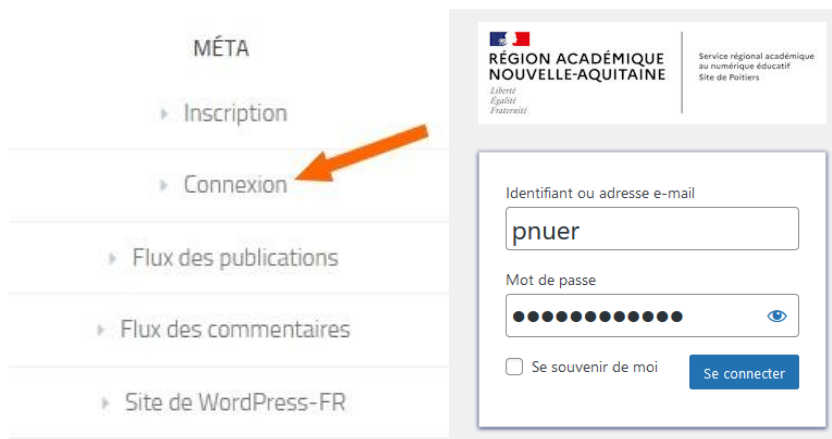 MÉTA
Inscription
Connexion
Flux des publications
Flux des commentaires
Site de WordPress-FR
RÉGION ACADÉMIQUE
NOUVELLE-AQUITAINE
Liberté
Égalité
Fraternité
Service régional académique
au numérique éducatif
Site de Poitiers
Identifiant ou adresse e-mail
pnuer
Mot de passe
●●●●●●●●●●●●
Se souvenir de moi
Se connecter